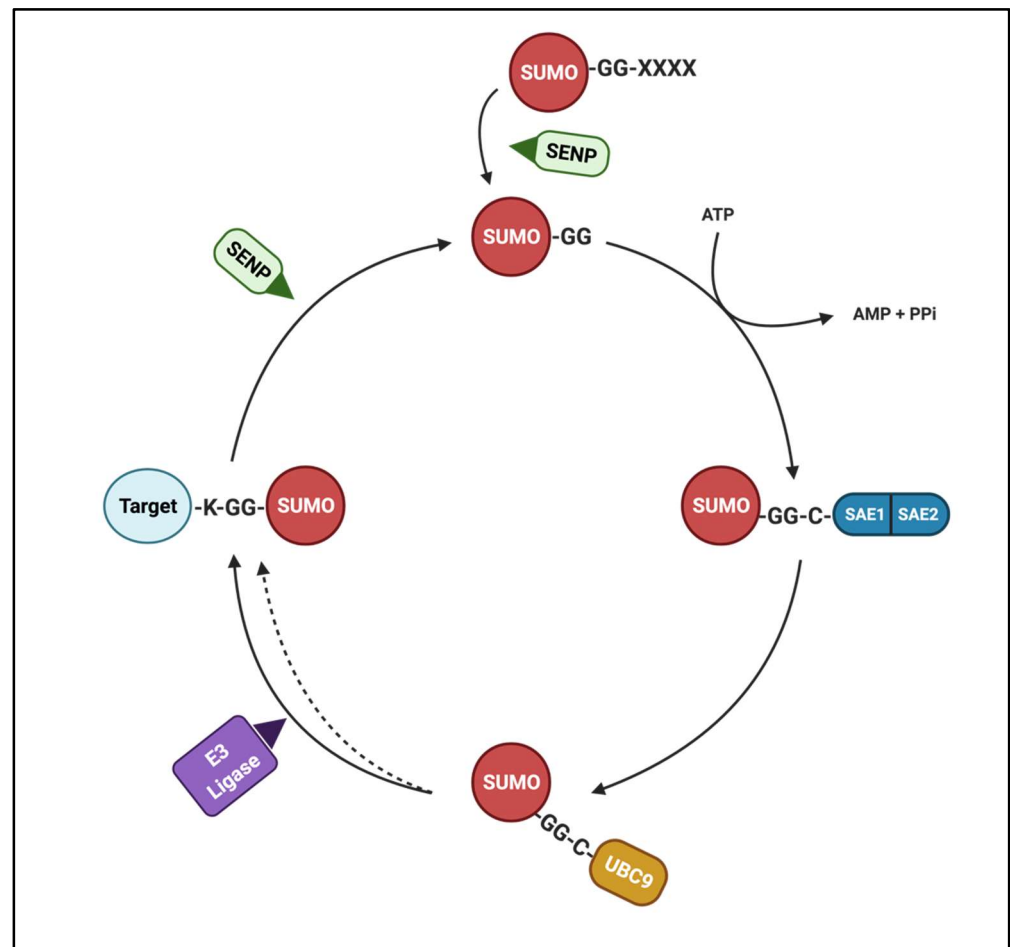 SUMO -GG-XXXX
SENP
SUMO -GG
ATP
SENP
AMP + PPi
Target -K-GG- SUMO
SUMO -GG-C- SAE1 SAE2
E3
Ligase
SUMO
-GG-C-
UBC9